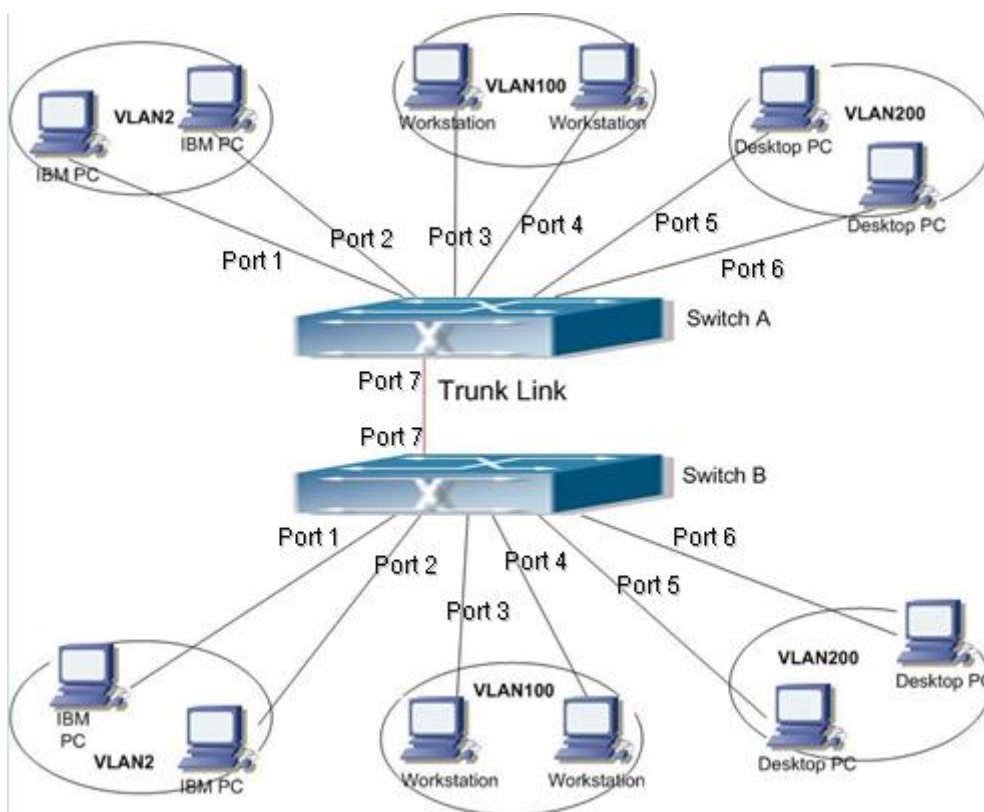 VLAN2
IBM PC
IBM PC
VLAN100
Workstation
Workstation
VLAN200
Desktop PC
Desktop PC
Port 1
Port 2
Port 3
Port 4
Port 5
Port 6
Switch A
Port 7
Trunk Link
Port 7
Switch B
Port 1
Port 2
Port 3
Port 4
Port 5
Port 6
IBM
PC
VLAN2
IBM PC
VLAN100
Workstation
Workstation
VLAN200
Desktop PC
Desktop PC